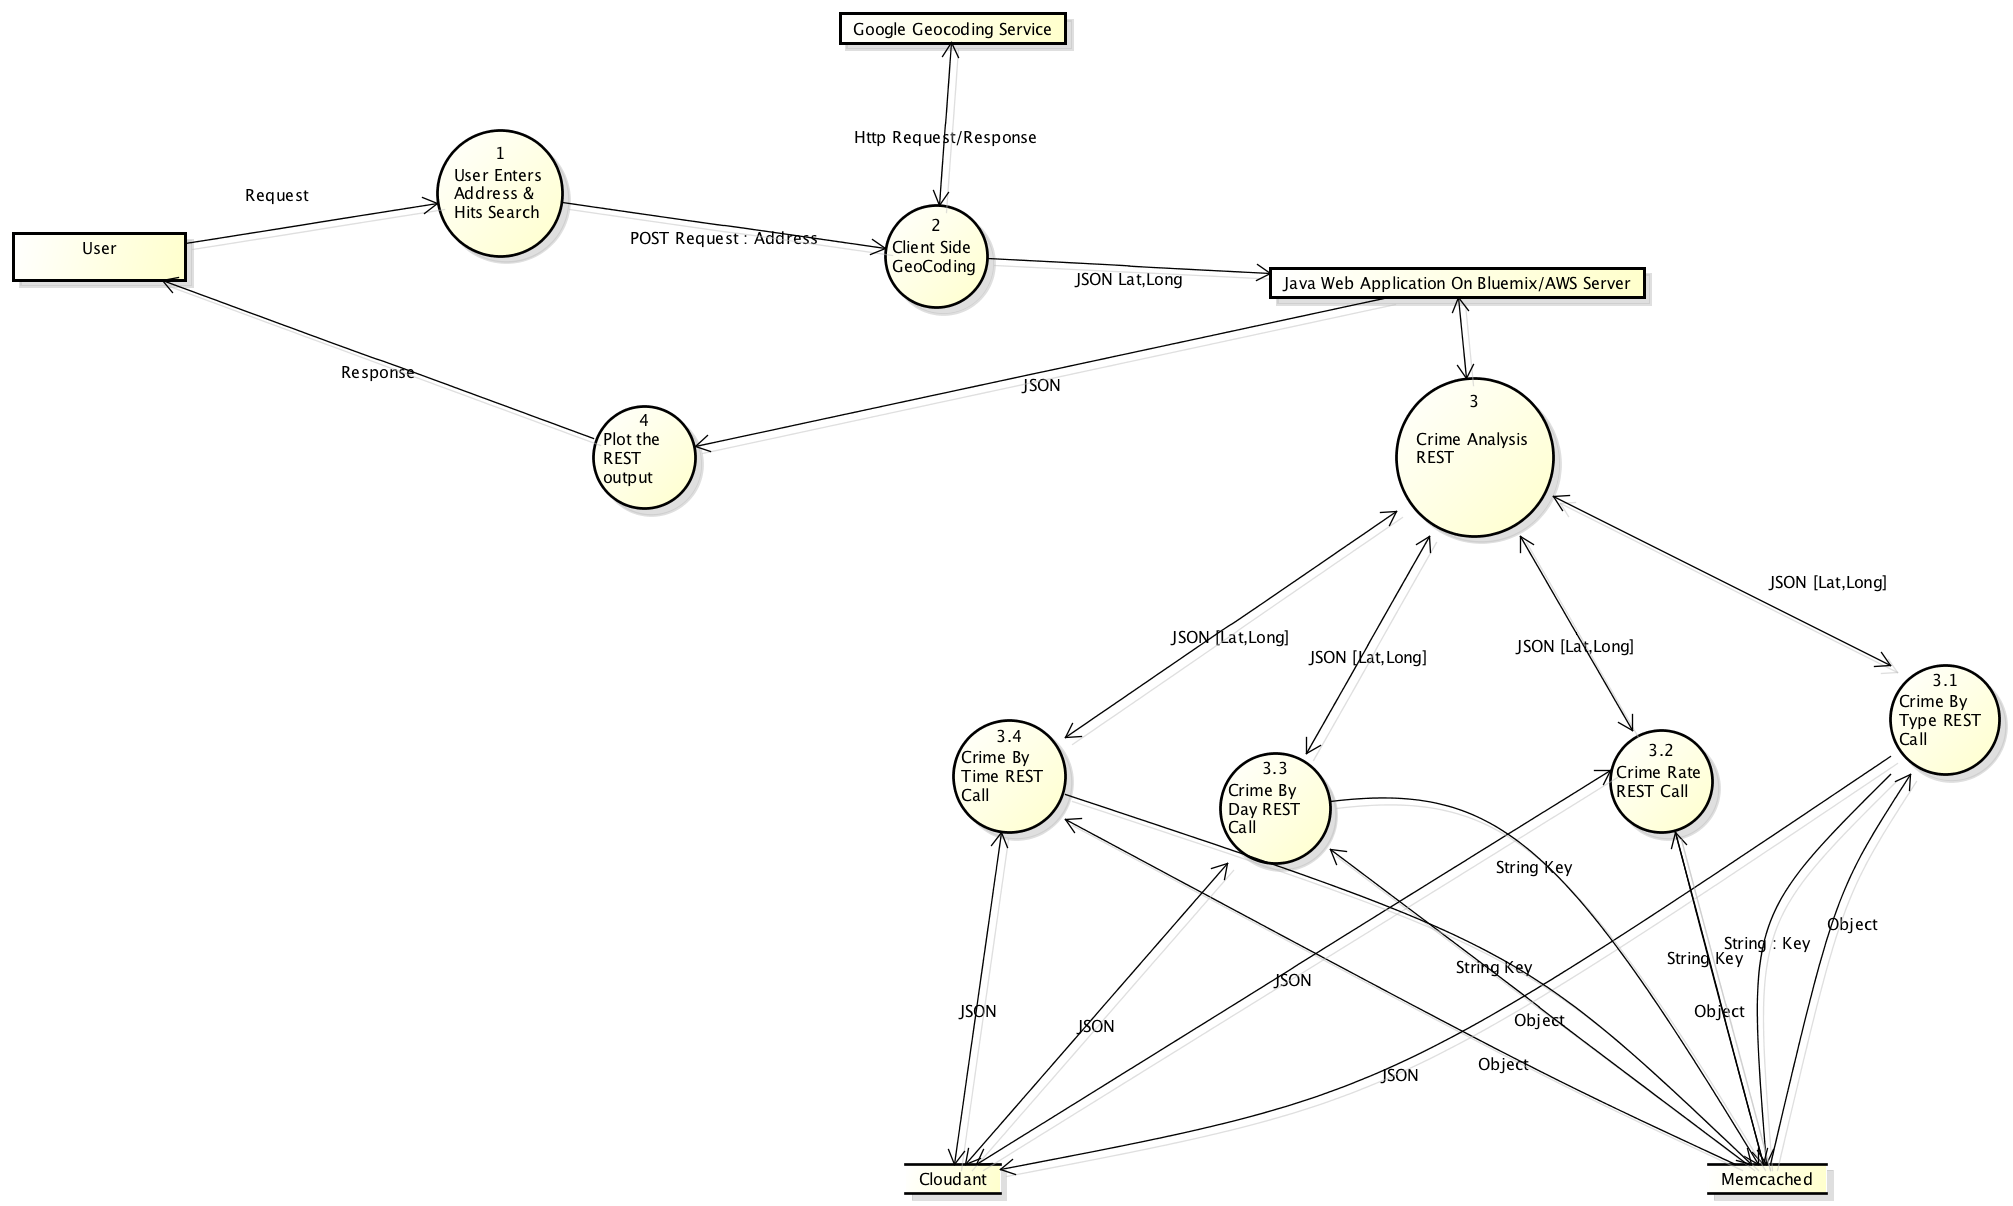 Google Geocoding Service
Http Request/Response
1
User Enters
Address &
Hits Search
Request
POST Request : Address
User
2
Client Side
GeoCoding
JSON Lat,Long
Java Web Application On Bluemix/AWS Server
Response
JSON
4
Plot the
REST
output
3
Crime Analysis
REST
JSON [Lat,Long]
JSON [Lat,Long]
JSON [Lat,Long]
JSON [Lat,Long]
3.1
Crime By
Type REST
Call
3.4
Crime By
Time REST
Call
3.3
Crime By
Day REST
Call
3.2
Crime Rate
REST Call
String Key
Object
String : Key
String Key
String Key
JSON
JSON
JSON
Object
Object
Object
JSON
Cloudant
Memcached